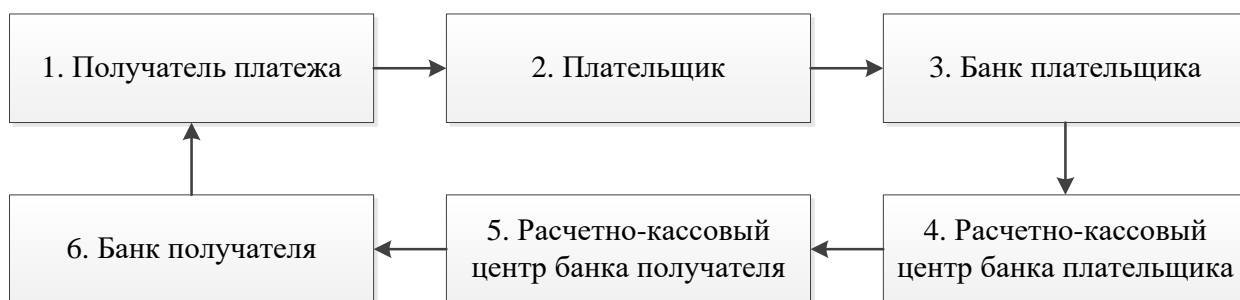 1. Получатель платежа
2. Плательщик
3. Банк плательщика
4. Расчетно-кассовый
центр банка плательщика
5. Расчетно-кассовый
центр банка получателя
6. Банк получателя